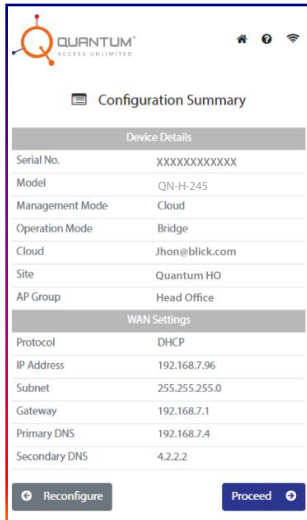 QUANTUM
ACCESS UNLIMITED
Configuration Summary
Device Details
Serial No. XXXXXXXXXXXX
Model QN-H-245
Management Mode Cloud
Operation Mode Bridge
Cloud Jhon@blick.com
Site Quantum HO
AP Group Head Office
WAN Settings
Protocol DHCP
IP Address 192.168.7.96
Subnet 255.255.255.0
Gateway 192.168.7.1
Primary DNS 192.168.7.4
Secondary DNS 4.2.2.2
Reconfigure Proceed